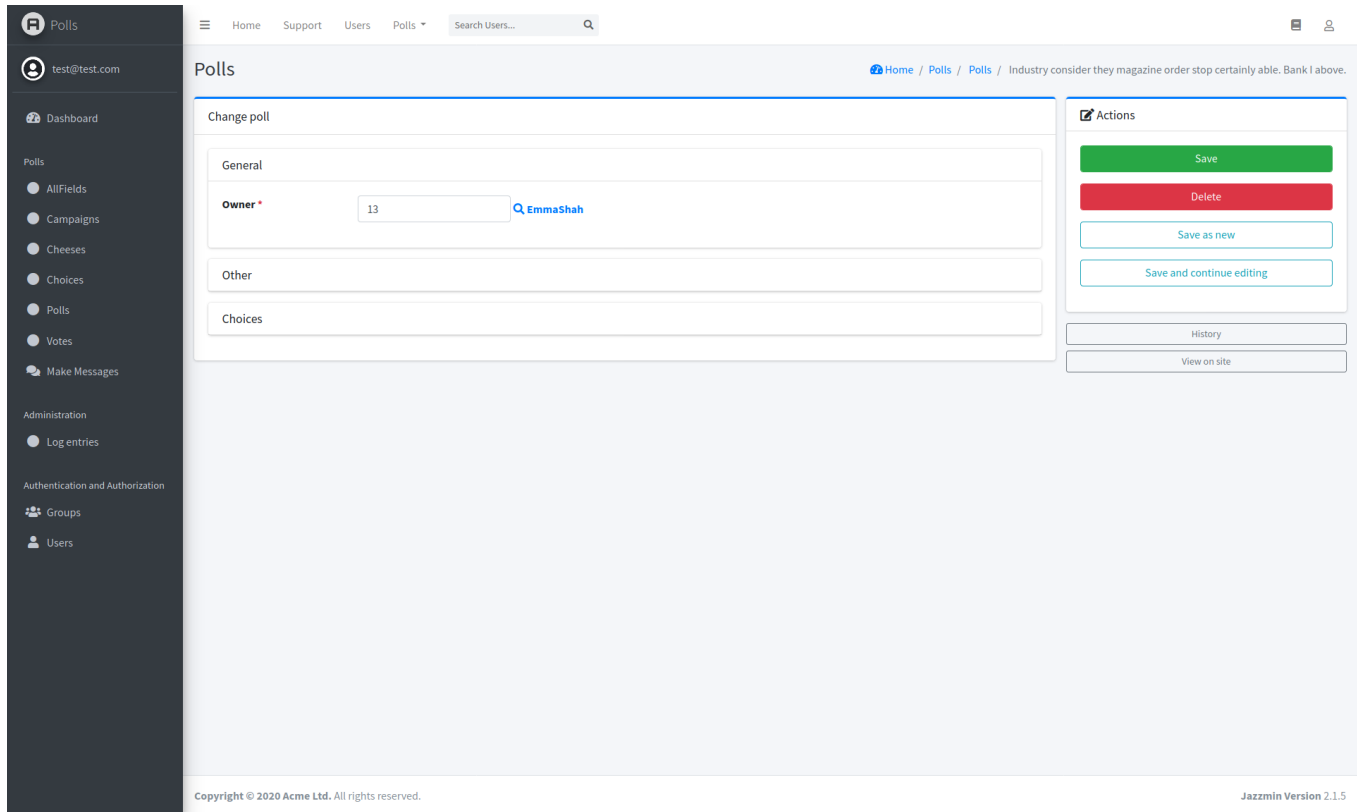 Polls
test@test.com
Dashboard
Polls
AllFields
Campaigns
Cheeses
Choices
Polls
Votes
Make Messages
Administration
Log entries
Authentication and Authorization
Groups
Users
Home Support Users Polls Search Users...
Polls
Home / Polls / Polls / Industry consider they magazine order stop certainly able. Bank I above.
Change poll
General
Owner * 13 EmmaShah
Other
Choices
Actions
Save
Delete
Save as new
Save and continue editing
History
View on site
Copyright © 2020 Acme Ltd. All rights reserved.
Jazzmin Version 2.1.5